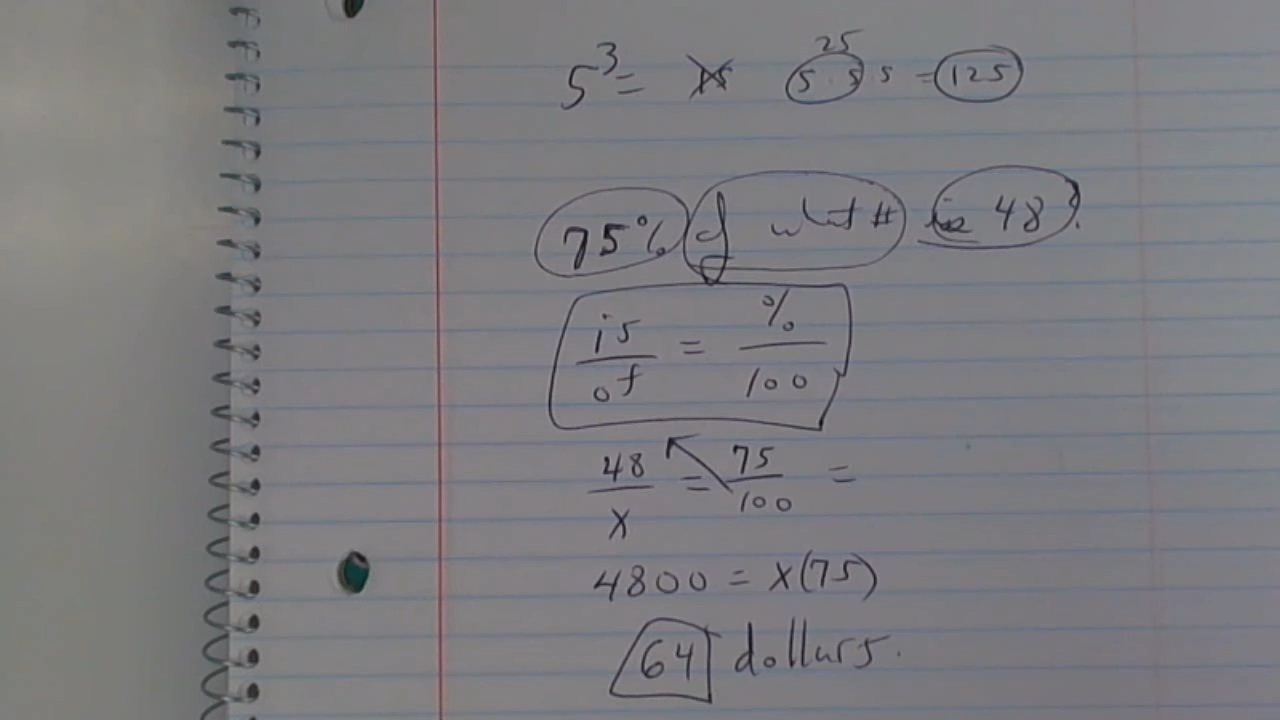 5³ = 15 5 · 5 · 5 = 125
25
75% of what # is 48?
is/of = %/100
48/x = 75/100 =
4800 = x(75)
64 dollars.